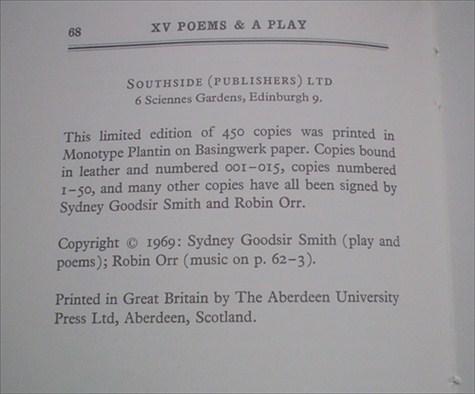 68
XV POEMS & A PLAY
SOUTHSIDE (PUBLISHERS) LTD
6 Sciennes Gardens, Edinburgh 9.
This limited edition of 450 copies was printed in
Monotype Plantin on Basingwerk paper. Copies bound
in leather and numbered 001–015, copies numbered
1–50, and many other copies have all been signed by
Sydney Goodsir Smith and Robin Orr.
Copyright © 1969: Sydney Goodsir Smith (play and
poems); Robin Orr (music on p. 62–3).
Printed in Great Britain by The Aberdeen University
Press Ltd, Aberdeen, Scotland.